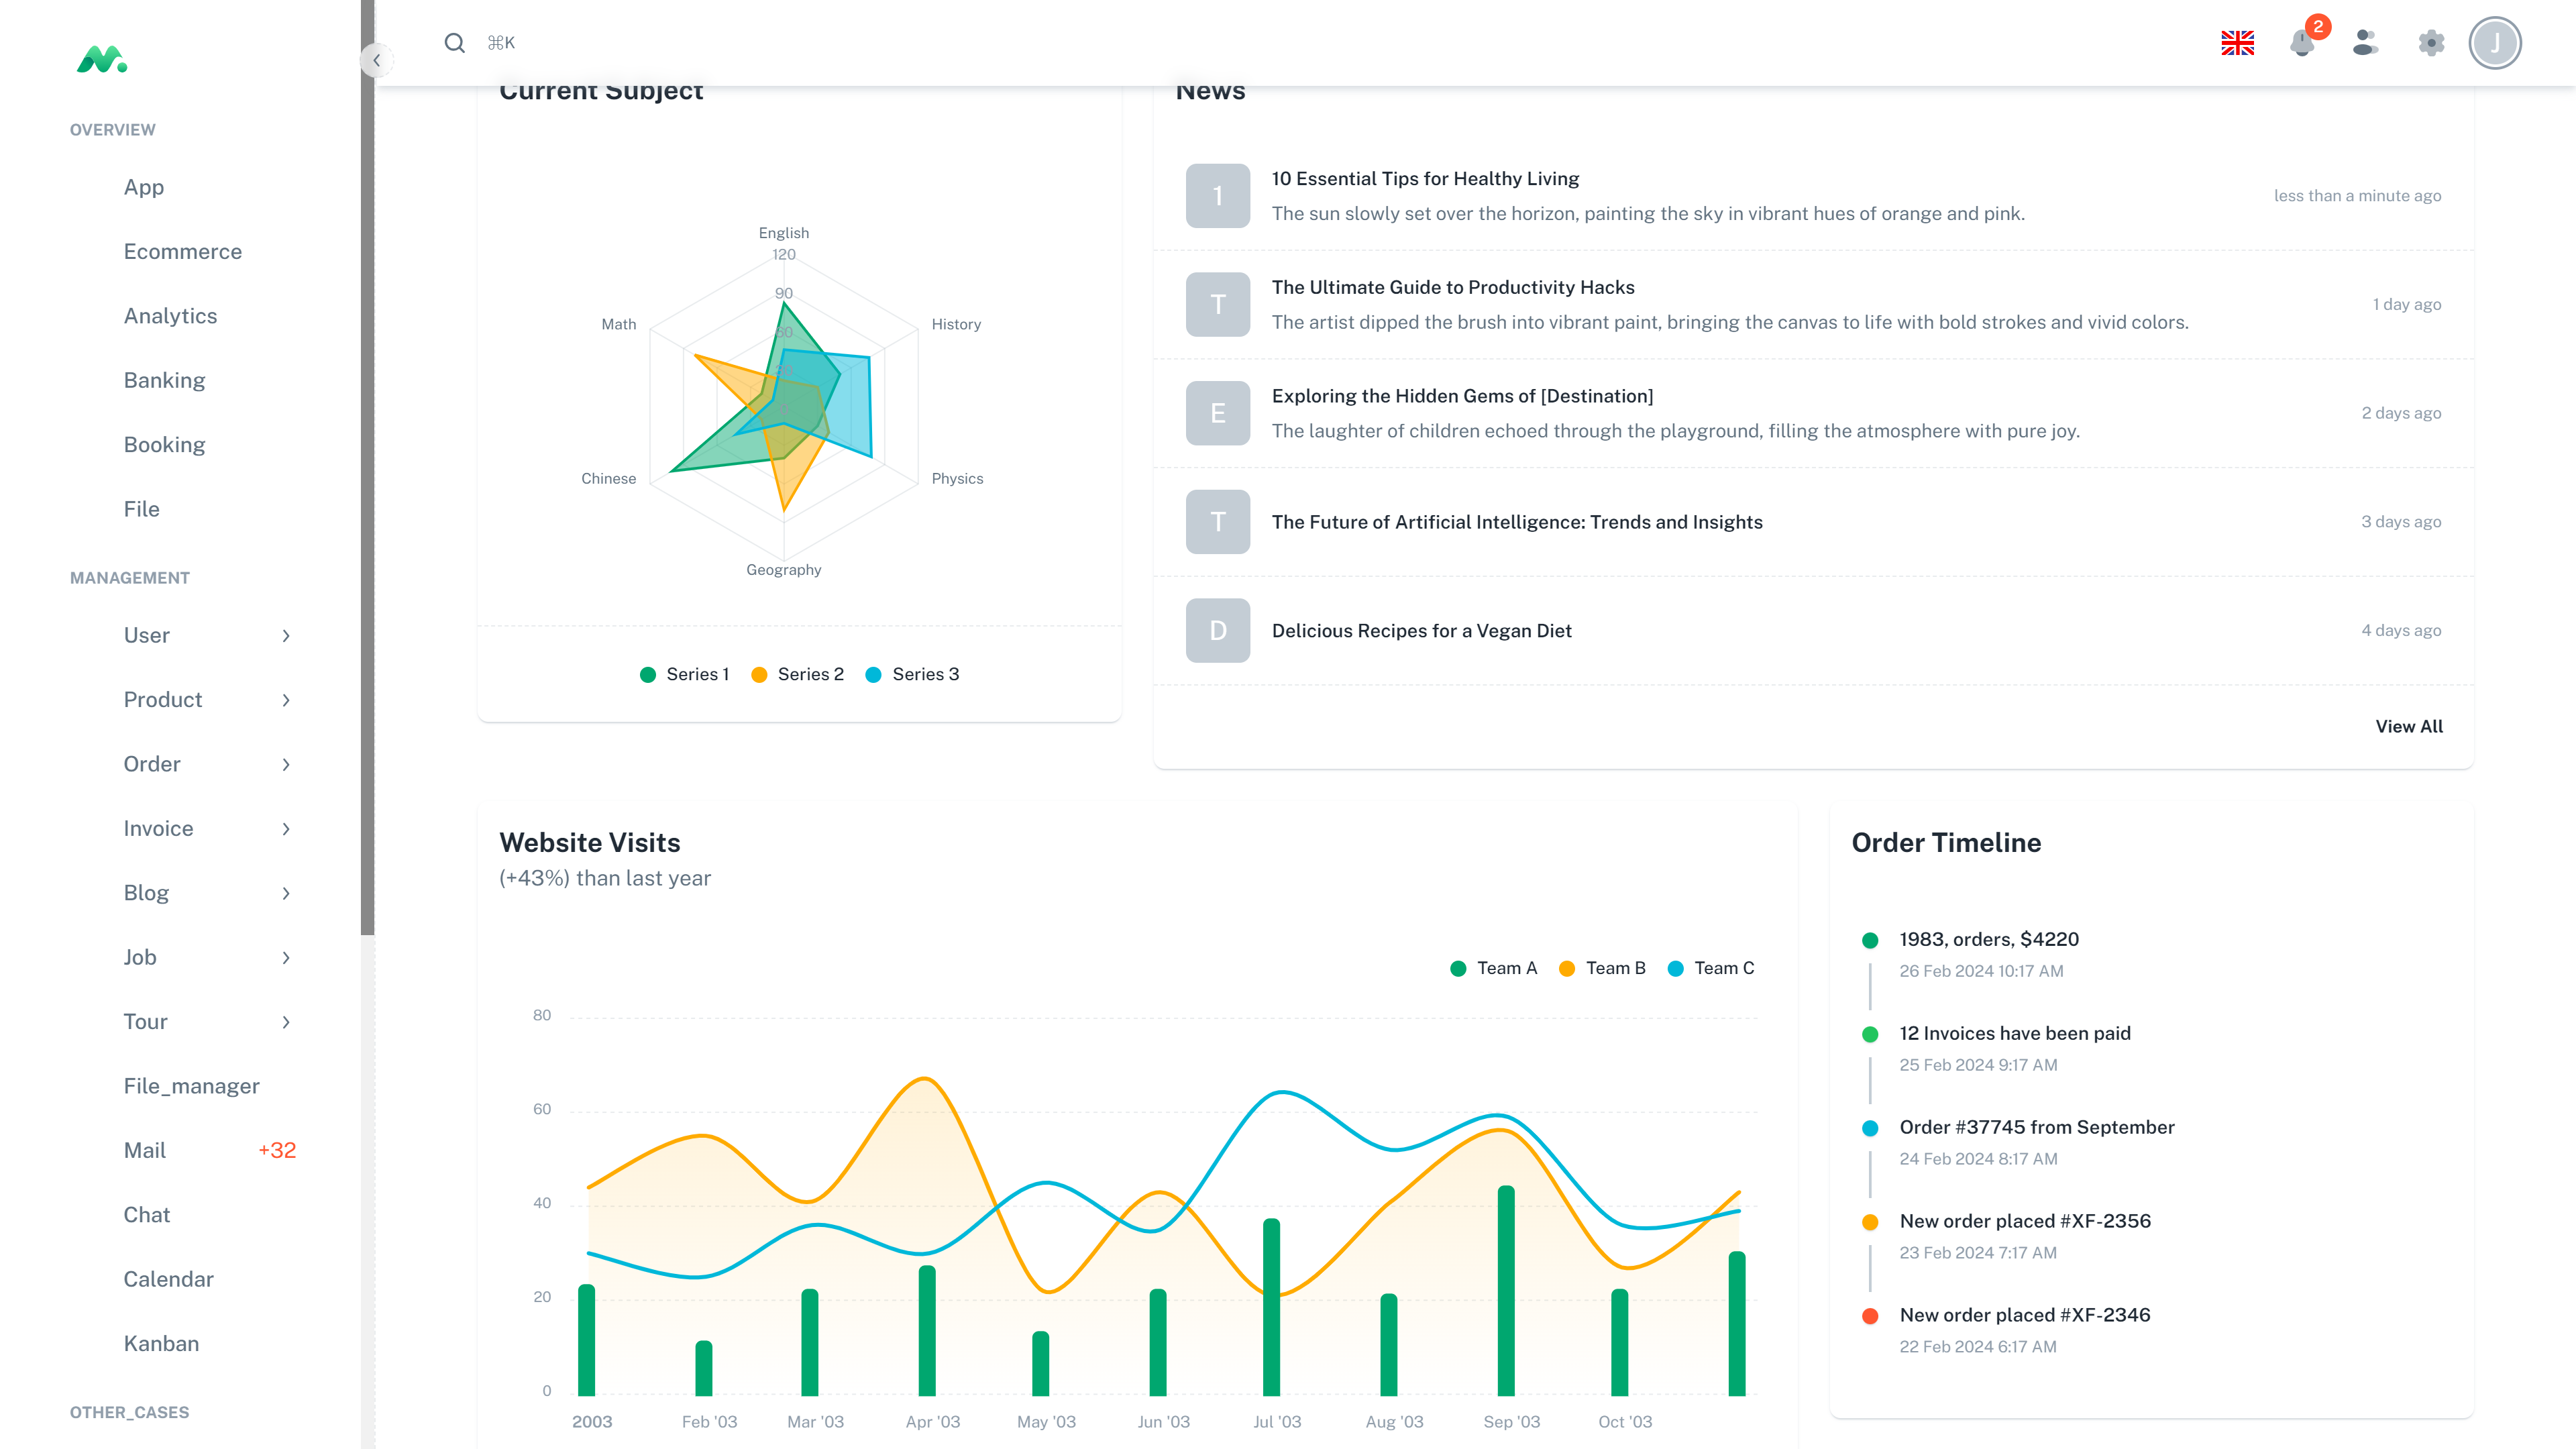 OVERVIEW
App
Ecommerce
Analytics
Banking
Booking
File
MANAGEMENT
User
Product
Order
Invoice
Blog
Job
Tour
File_manager
Mail +32
Chat
Calendar
Kanban
OTHER_CASES
⌘K
2
J
Current Subject
English
120
90
60
30
0
History
Physics
Geography
Chinese
Math
Series 1 Series 2 Series 3
News
1
10 Essential Tips for Healthy Living
The sun slowly set over the horizon, painting the sky in vibrant hues of orange and pink.
less than a minute ago
T
The Ultimate Guide to Productivity Hacks
The artist dipped the brush into vibrant paint, bringing the canvas to life with bold strokes and vivid colors.
1 day ago
E
Exploring the Hidden Gems of [Destination]
The laughter of children echoed through the playground, filling the atmosphere with pure joy.
2 days ago
T
The Future of Artificial Intelligence: Trends and Insights
3 days ago
D
Delicious Recipes for a Vegan Diet
4 days ago
View All
Website Visits
(+43%) than last year
Team A Team B Team C
80
60
40
20
0
2003 Feb '03 Mar '03 Apr '03 May '03 Jun '03 Jul '03 Aug '03 Sep '03 Oct '03
Order Timeline
1983, orders, $4220
26 Feb 2024 10:17 AM
12 Invoices have been paid
25 Feb 2024 9:17 AM
Order #37745 from September
24 Feb 2024 8:17 AM
New order placed #XF-2356
23 Feb 2024 7:17 AM
New order placed #XF-2346
22 Feb 2024 6:17 AM